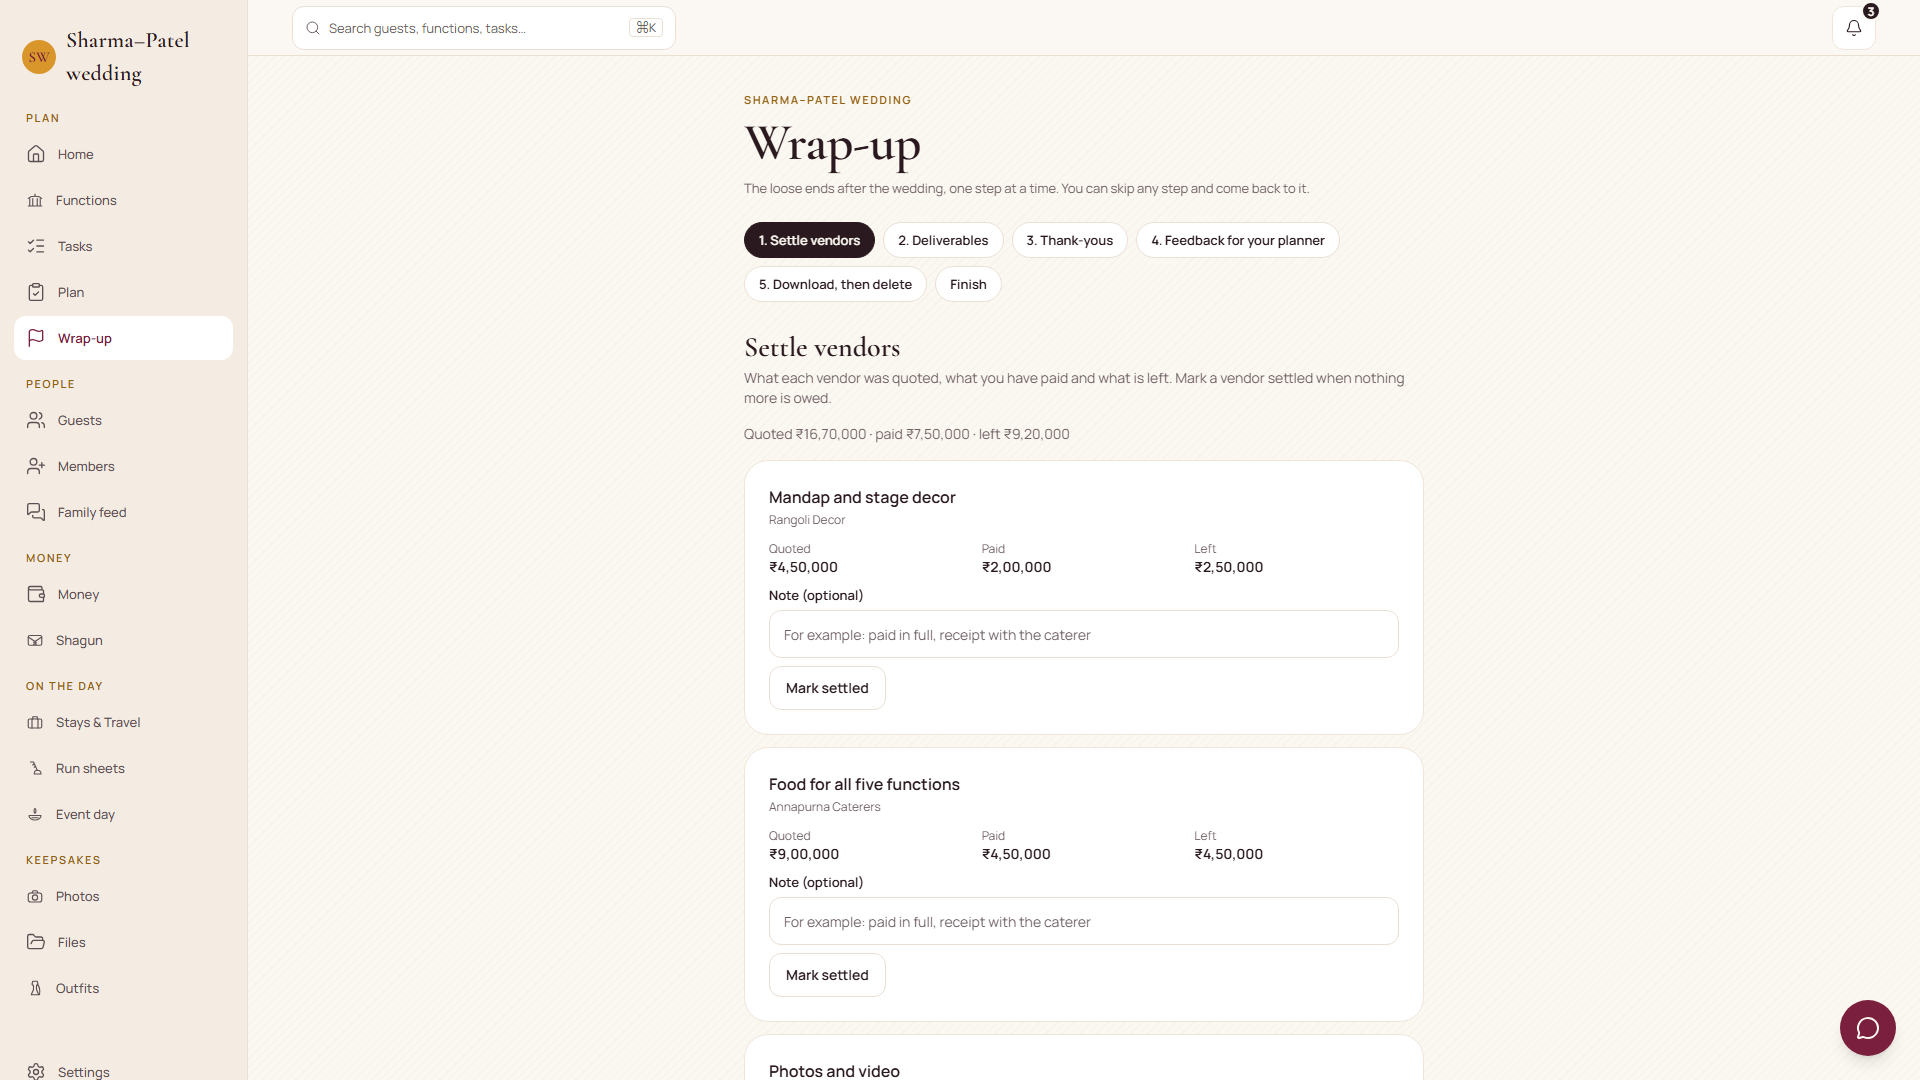 SW
Sharma–Patel
wedding
PLAN
Home
Functions
Tasks
Plan
Wrap-up
PEOPLE
Guests
Members
Family feed
MONEY
Money
Shagun
ON THE DAY
Stays & Travel
Run sheets
Event day
KEEPSAKES
Photos
Files
Outfits
Settings
Search guests, functions, tasks...
⌘K
3
SHARMA–PATEL WEDDING
Wrap-up
The loose ends after the wedding, one step at a time. You can skip any step and come back to it.
1. Settle vendors
2. Deliverables
3. Thank-yous
4. Feedback for your planner
5. Download, then delete
Finish
Settle vendors
What each vendor was quoted, what you have paid and what is left. Mark a vendor settled when nothing
more is owed.
Quoted ₹16,70,000 · paid ₹7,50,000 · left ₹9,20,000
Mandap and stage decor
Rangoli Decor
Quoted Paid Left
₹4,50,000 ₹2,00,000 ₹2,50,000
Note (optional)
For example: paid in full, receipt with the caterer
Mark settled
Food for all five functions
Annapurna Caterers
Quoted Paid Left
₹9,00,000 ₹4,50,000 ₹4,50,000
Note (optional)
For example: paid in full, receipt with the caterer
Mark settled
Photos and video